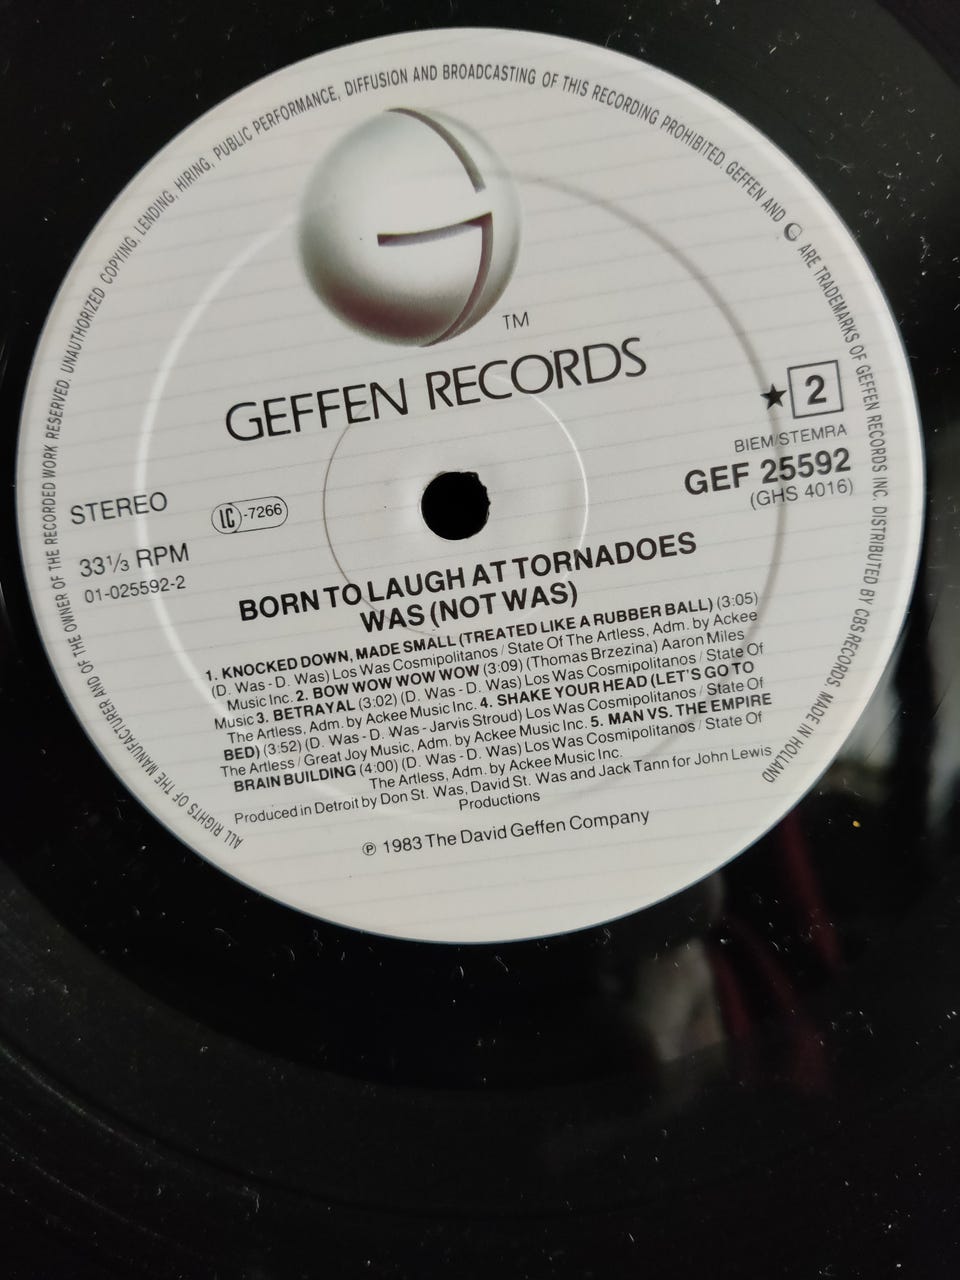 ALL RIGHTS OF THE MANUFACTURER AND OF THE OWNER OF THE RECORDED WORK RESERVED. UNAUTHORIZED COPYING, LENDING, HIRING, PUBLIC PERFORMANCE, DIFFUSION AND BROADCASTING OF THIS RECORDING PROHIBITED. GEFFEN AND G ARE TRADEMARKS OF GEFFEN RECORDS INC. DISTRIBUTED BY CBS RECORDS. MADE IN HOLLAND
TM
GEFFEN RECORDS
★ 2
BIEM/STEMRA
GEF 25592
(GHS 4016)
STEREO
LC-7266
33 1/3 RPM
01-025592-2
BORN TO LAUGH AT TORNADOES
WAS (NOT WAS)
1. KNOCKED DOWN, MADE SMALL (TREATED LIKE A RUBBER BALL) (3:05)
(D. Was - D. Was) Los Was Cosmipolitanos / State Of The Artless, Adm. by Ackee
Music Inc. 2. BOW WOW WOW WOW (3:09) (Thomas Brzezina) Aaron Miles
Music 3. BETRAYAL (3:02) (D. Was - D. Was) Los Was Cosmipolitanos / State Of
The Artless, Adm. by Ackee Music Inc. 4. SHAKE YOUR HEAD (LET'S GO TO
BED) (3:52) (D. Was - D. Was - Jarvis Stroud) Los Was Cosmipolitanos / State Of
The Artless / Great Joy Music, Adm. by Ackee Music Inc. 5. MAN VS. THE EMPIRE
BRAIN BUILDING (4:00) (D. Was - D. Was) Los Was Cosmipolitanos / State Of
The Artless, Adm. by Ackee Music Inc.
Produced in Detroit by Don St. Was, David St. Was and Jack Tann for John Lewis
Productions
℗ 1983 The David Geffen Company